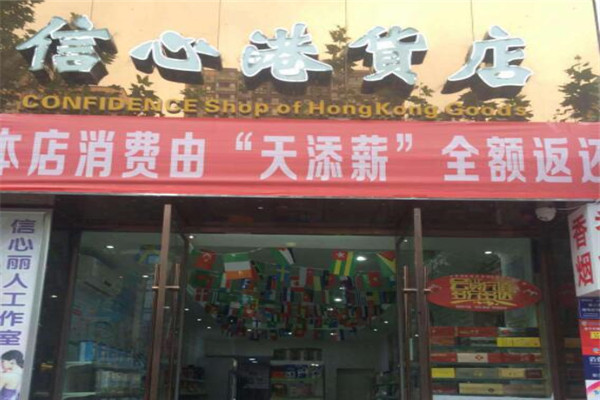 信心港货店
CONFIDENCE Shop of HongKong Goods
本店消费由“天添薪”全额返还
信心丽人工作室
香烟